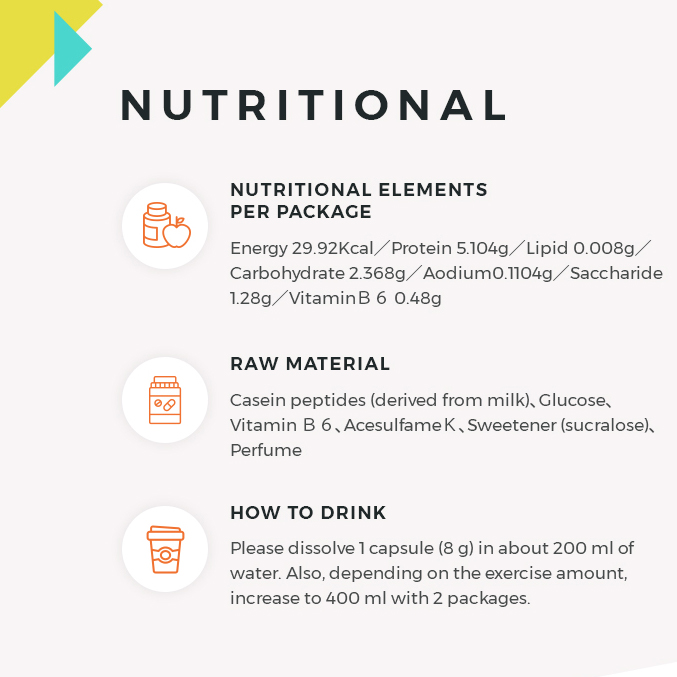 NUTRITIONAL
NUTRITIONAL ELEMENTS
PER PACKAGE
Energy 29.92Kcal／Protein 5.104g／Lipid 0.008g／
Carbohydrate 2.368g／Aodium0.1104g／Saccharide
1.28g／VitaminＢ６ 0.48g
RAW MATERIAL
Casein peptides (derived from milk)、Glucose、
Vitamin Ｂ６、AcesulfameＫ、Sweetener (sucralose)、
Perfume
HOW TO DRINK
Please dissolve 1 capsule (8 g) in about 200 ml of
water. Also, depending on the exercise amount,
increase to 400 ml with 2 packages.